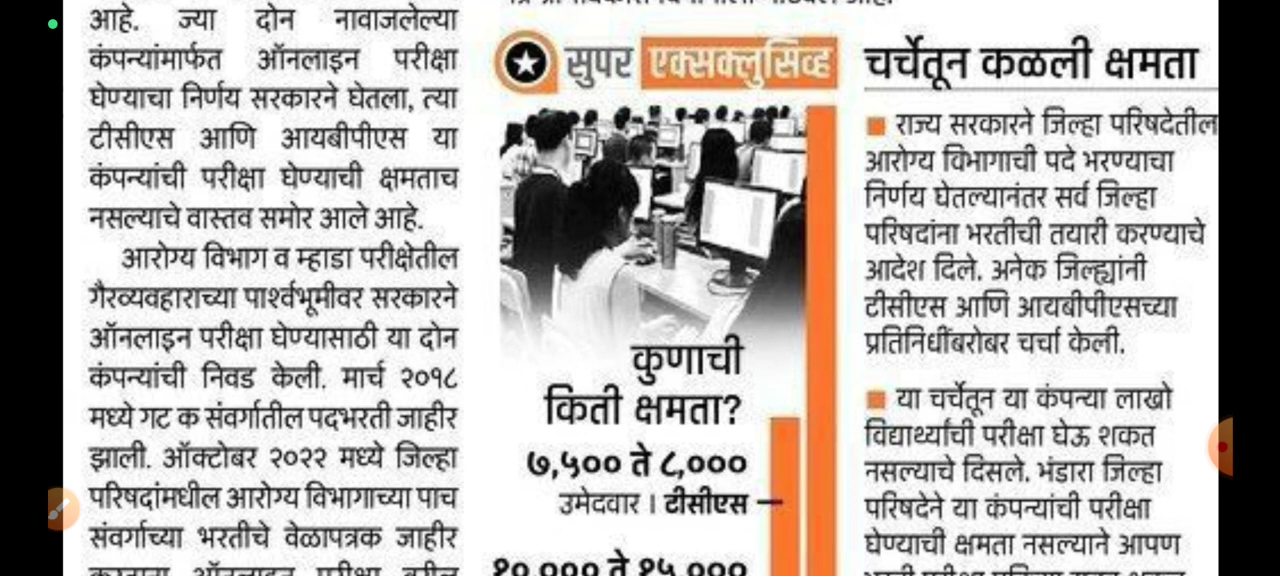 आहे. ज्या दोन नावाजलेल्या
कंपन्यांमार्फत ऑनलाइन परीक्षा
घेण्याचा निर्णय सरकारने घेतला, त्या
टीसीएस आणि आयबीपीएस या
कंपन्यांची परीक्षा घेण्याची क्षमताच
नसल्याचे वास्तव समोर आले आहे.
आरोग्य विभाग व म्हाडा परीक्षेतील
गैरव्यवहाराच्या पार्श्वभूमीवर सरकारने
ऑनलाइन परीक्षा घेण्यासाठी या दोन
कंपन्यांची निवड केली. मार्च २०१८
मध्ये गट क संवर्गातील पदभरती जाहीर
झाली. ऑक्टोबर २०२२ मध्ये जिल्हा
परिषदांमधील आरोग्य विभागाच्या पाच
संवर्गाच्या भरतीचे वेळापत्रक जाहीर
सुपर एक्सक्लुसिव्ह
कुणाची
किती क्षमता?
७,५०० ते ८,०००
उमेदवार । टीसीएस
१०,००० ते १५,०००
चर्चेतून कळली क्षमता
■ राज्य सरकारने जिल्हा परिषदेतील
आरोग्य विभागाची पदे भरण्याचा
निर्णय घेतल्यानंतर सर्व जिल्हा
परिषदांना भरतीची तयारी करण्याचे
आदेश दिले. अनेक जिल्ह्यांनी
टीसीएस आणि आयबीपीएसच्या
प्रतिनिधींबरोबर चर्चा केली.
■ या चर्चेतून या कंपन्या लाखो
विद्यार्थ्यांची परीक्षा घेऊ शकत
नसल्याचे दिसले. भंडारा जिल्हा
परिषदेने या कंपन्यांची परीक्षा
घेण्याची क्षमता नसल्याने आपण